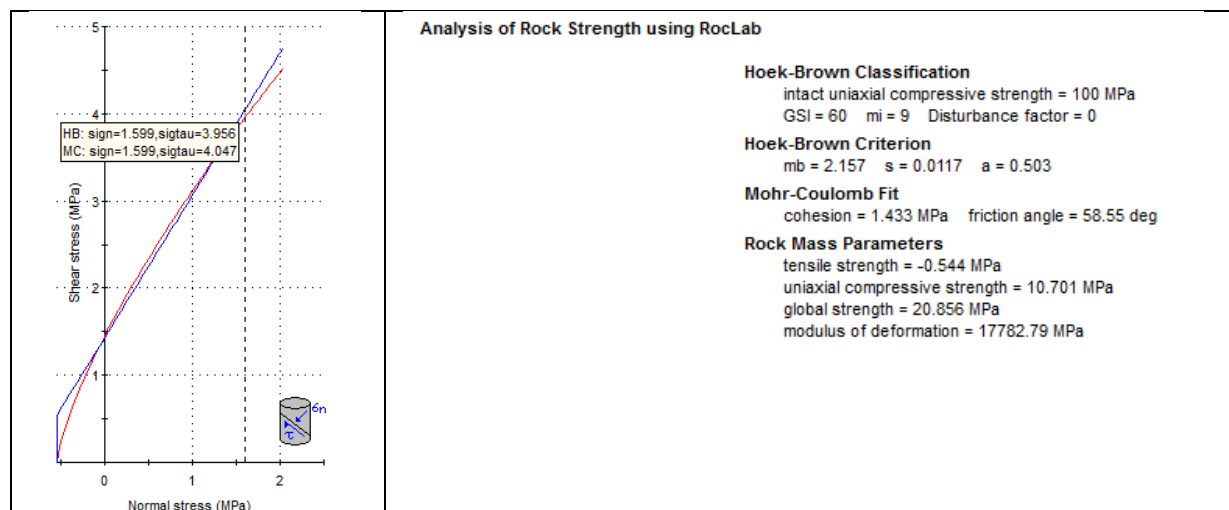 5
4
HB: sign=1.599,sigtau=3.956
MC: sign=1.599,sigtau=4.047
3
2
1
Shear stress (MPa)
0 1 2
Normal stress (MPa)
σn
τ
Analysis of Rock Strength using RocLab
Hoek-Brown Classification
intact uniaxial compressive strength = 100 MPa
GSI = 60 mi = 9 Disturbance factor = 0
Hoek-Brown Criterion
mb = 2.157 s = 0.0117 a = 0.503
Mohr-Coulomb Fit
cohesion = 1.433 MPa friction angle = 58.55 deg
Rock Mass Parameters
tensile strength = -0.544 MPa
uniaxial compressive strength = 10.701 MPa
global strength = 20.856 MPa
modulus of deformation = 17782.79 MPa